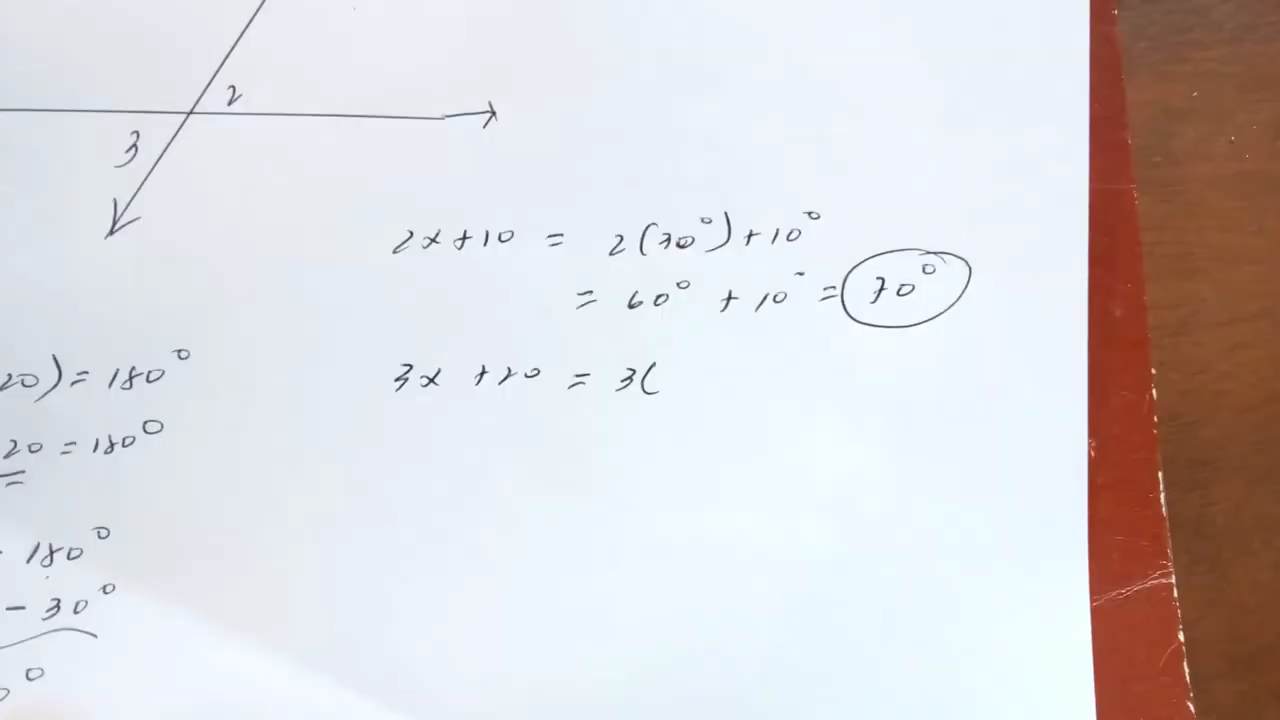 2
3
2x+10 = 2(30°)+10°
= 60° + 10° = 70°
20) = 180°
3x +20 = 3(
20 = 180°
180°
- 30°
0°